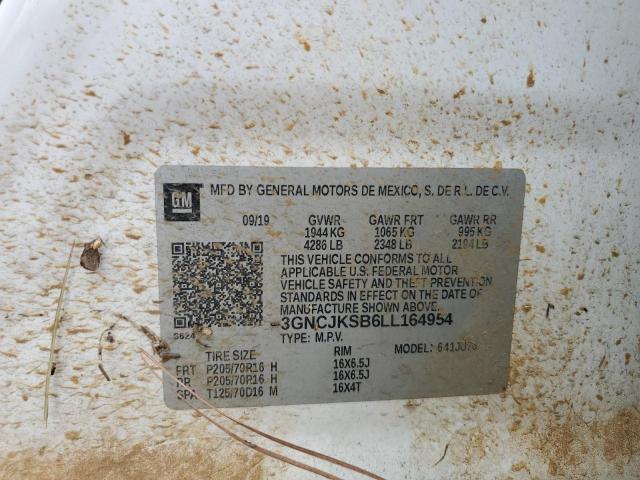 GM
MFD BY GENERAL MOTORS DE MEXICO, S. DE R.L. DE C.V.
09/19 GVWR GAWR FRT GAWR RR
1944 KG 1065 KG 995 KG
4286 LB 2348 LB 2194 LB
THIS VEHICLE CONFORMS TO ALL
APPLICABLE U.S. FEDERAL MOTOR
VEHICLE SAFETY AND THEFT PREVENTION
STANDARDS IN EFFECT ON THE DATE OF
MANUFACTURE SHOWN ABOVE.
3GNCJKSB6LL164954
S624 TYPE: M.P.V. MODEL: 641JU76
TIRE SIZE RIM
FRT P205/70R16 H 16X6.5J
RR P205/70R16 H 16X6.5J
SPA T125/70D16 M 16X4T